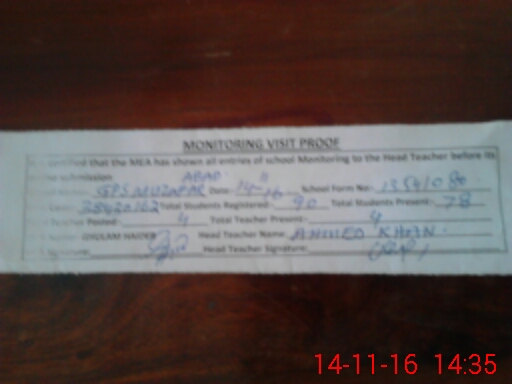 MONITORING VISIT PROOF
certified that the MEA has shown all entries of school Monitoring to the Head Teacher before its
submission. ABAD
GPS MUZAFAR Date: 14-11-16 School Form No: 1354080
Total Students Registered: 90 Total Students Present: 78
Teacher Posted: 4 Total Teacher Present: 4
GHULAM HAIDER Head Teacher Name: AHMED KHAN
Signature: Head Teacher Signature:
14-11-16 14:35